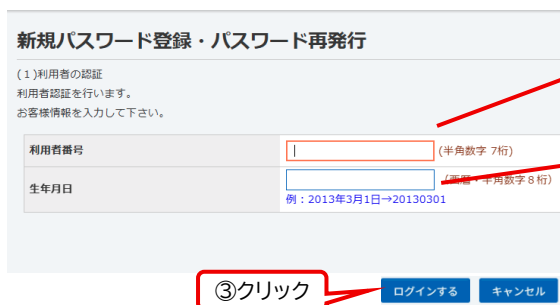 新規パスワード登録・パスワード再発行
(1)利用者の認証
利用者認証を行います。
お客様情報を入力して下さい。
利用者番号
(半角数字 7桁)
生年月日
(西暦・半角数字８桁)
例：2013年3月1日→20130301
③クリック
ログインする
キャンセル